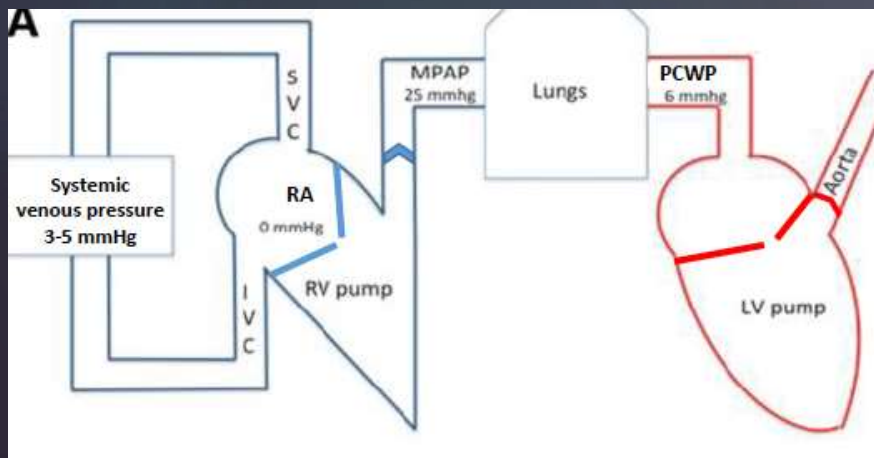 A
S
V
C
MPAP
25 mmhg
Lungs
PCWP
6 mmhg
Aorta
Systemic
venous pressure
3-5 mmHg
RA
0 mmHg
RV pump
I
V
C
LV pump